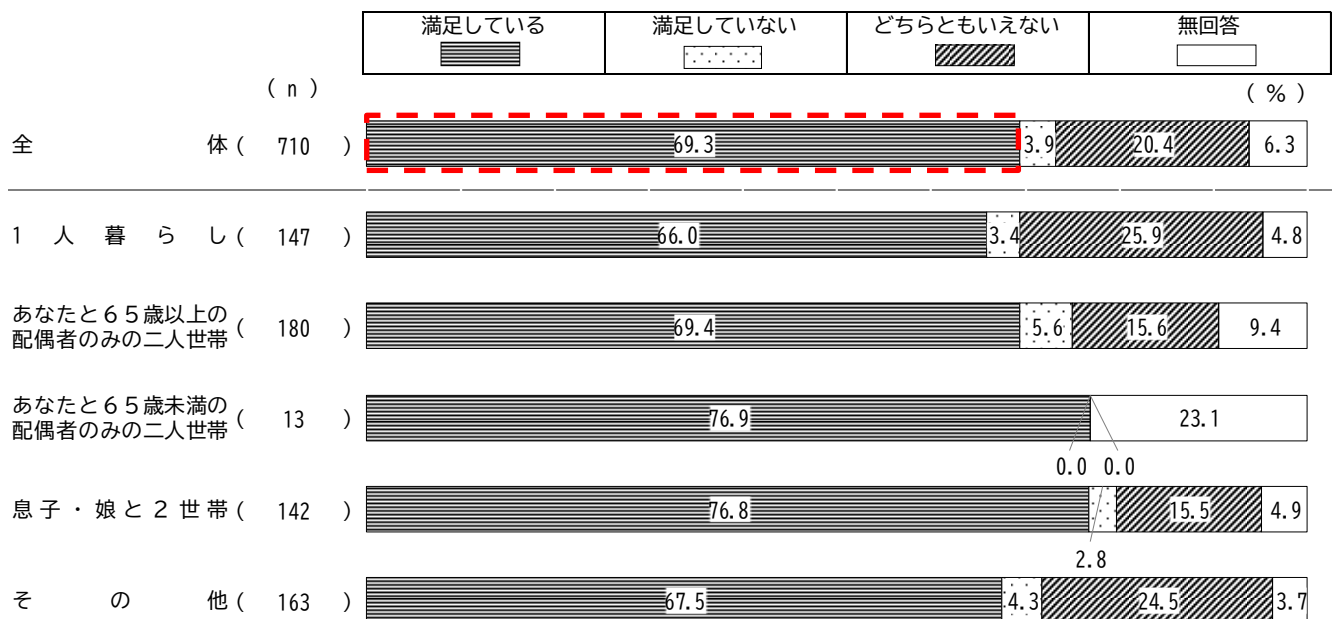 満足している 満足していない どちらともいえない 無回答
( n ) ( % )
全体 ( 710 ) 69.3 3.9 20.4 6.3
1人暮らし ( 147 ) 66.0 3.4 25.9 4.8
あなたと65歳以上の
配偶者のみの二人世帯 ( 180 ) 69.4 5.6 15.6 9.4
あなたと65歳未満の
配偶者のみの二人世帯 ( 13 ) 76.9 23.1
0.0 0.0
息子・娘と2世帯 ( 142 ) 76.8 15.5 4.9
2.8
その他 ( 163 ) 67.5 4.3 24.5 3.7